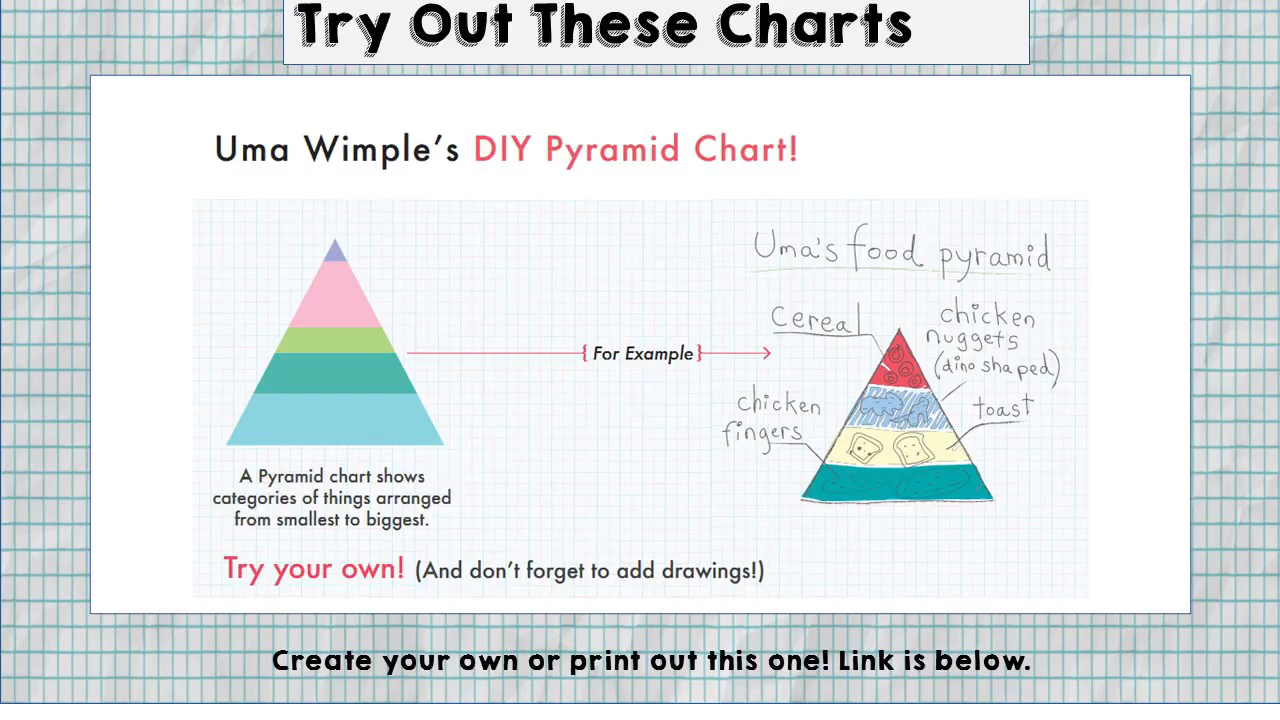 Try Out These Charts
Uma Wimple's DIY Pyramid Chart!
Uma's food pyramid
Cereal
chicken
nuggets
(dino shaped)
{ For Example }
chicken
fingers
toast
A Pyramid chart shows
categories of things arranged
from smallest to biggest.
Try your own! (And don't forget to add drawings!)
Create your own or print out this one! Link is below.